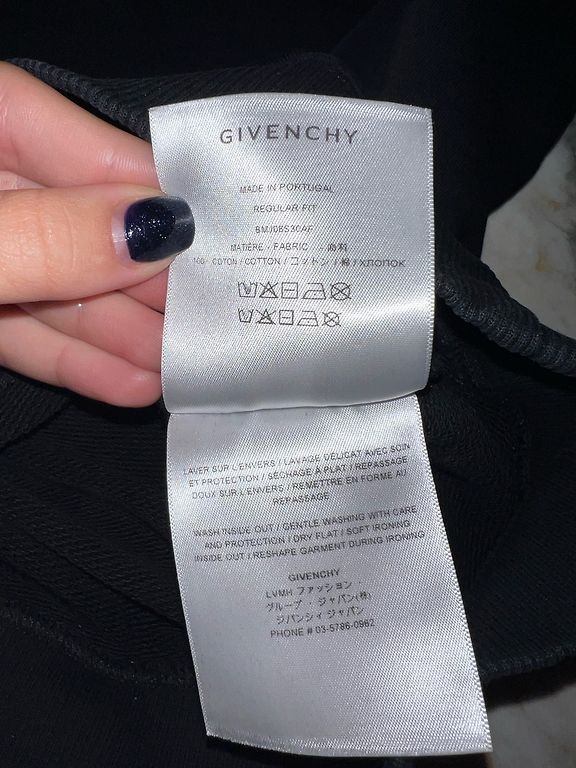 GIVENCHY
MADE IN PORTUGAL
REGULAR FIT
BMJ0BS3CAF
MATIÈRE - FABRIC
COTON / COTTON / コットン / 棉 / ХЛОПОК
LAVER SUR L'ENVERS / LAVAGE DÉLICAT AVEC SOIN
ET PROTECTION / SÉCHAGE À PLAT / REPASSAGE
DOUX SUR L'ENVERS / REMETTRE EN FORME AU
REPASSAGE
WASH INSIDE OUT / GENTLE WASHING WITH CARE
AND PROTECTION / DRY FLAT / SOFT IRONING
INSIDE OUT / RESHAPE GARMENT DURING IRONING
GIVENCHY
LVMH ファッション・
グループ・ジャパン(株)
ジバンシィ ジャパン
PHONE # 03-5786-0962